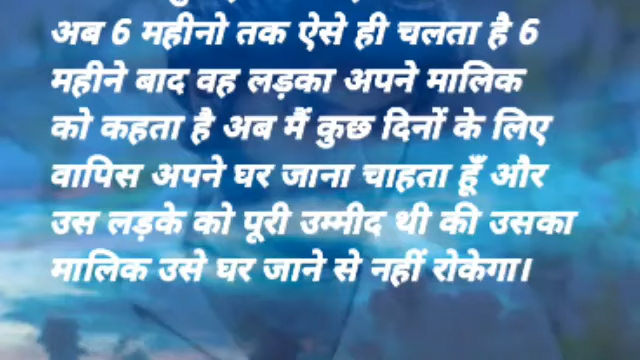 अब 6 महीनो तक ऐसे ही चलता है 6
महीने बाद वह लड़का अपने मालिक
को कहता है अब मैं कुछ दिनों के लिए
वापिस अपने घर जाना चाहता हूँ और
उस लड़के को पूरी उम्मीद थी की उसका
मालिक उसे घर जाने से नहीं रोकेगा।